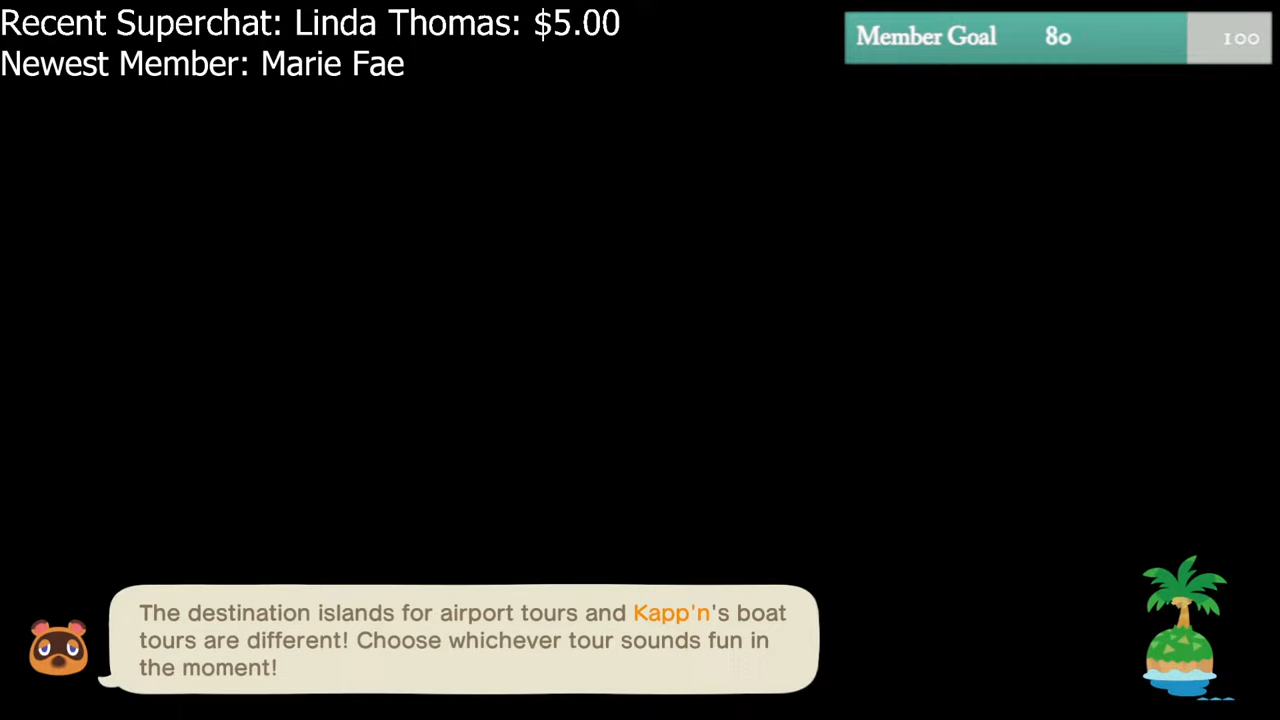 Recent Superchat: Linda Thomas: $5.00
Newest Member: Marie Fae
Member Goal 80 100
The destination islands for airport tours and Kapp'n's boat
tours are different! Choose whichever tour sounds fun in
the moment!